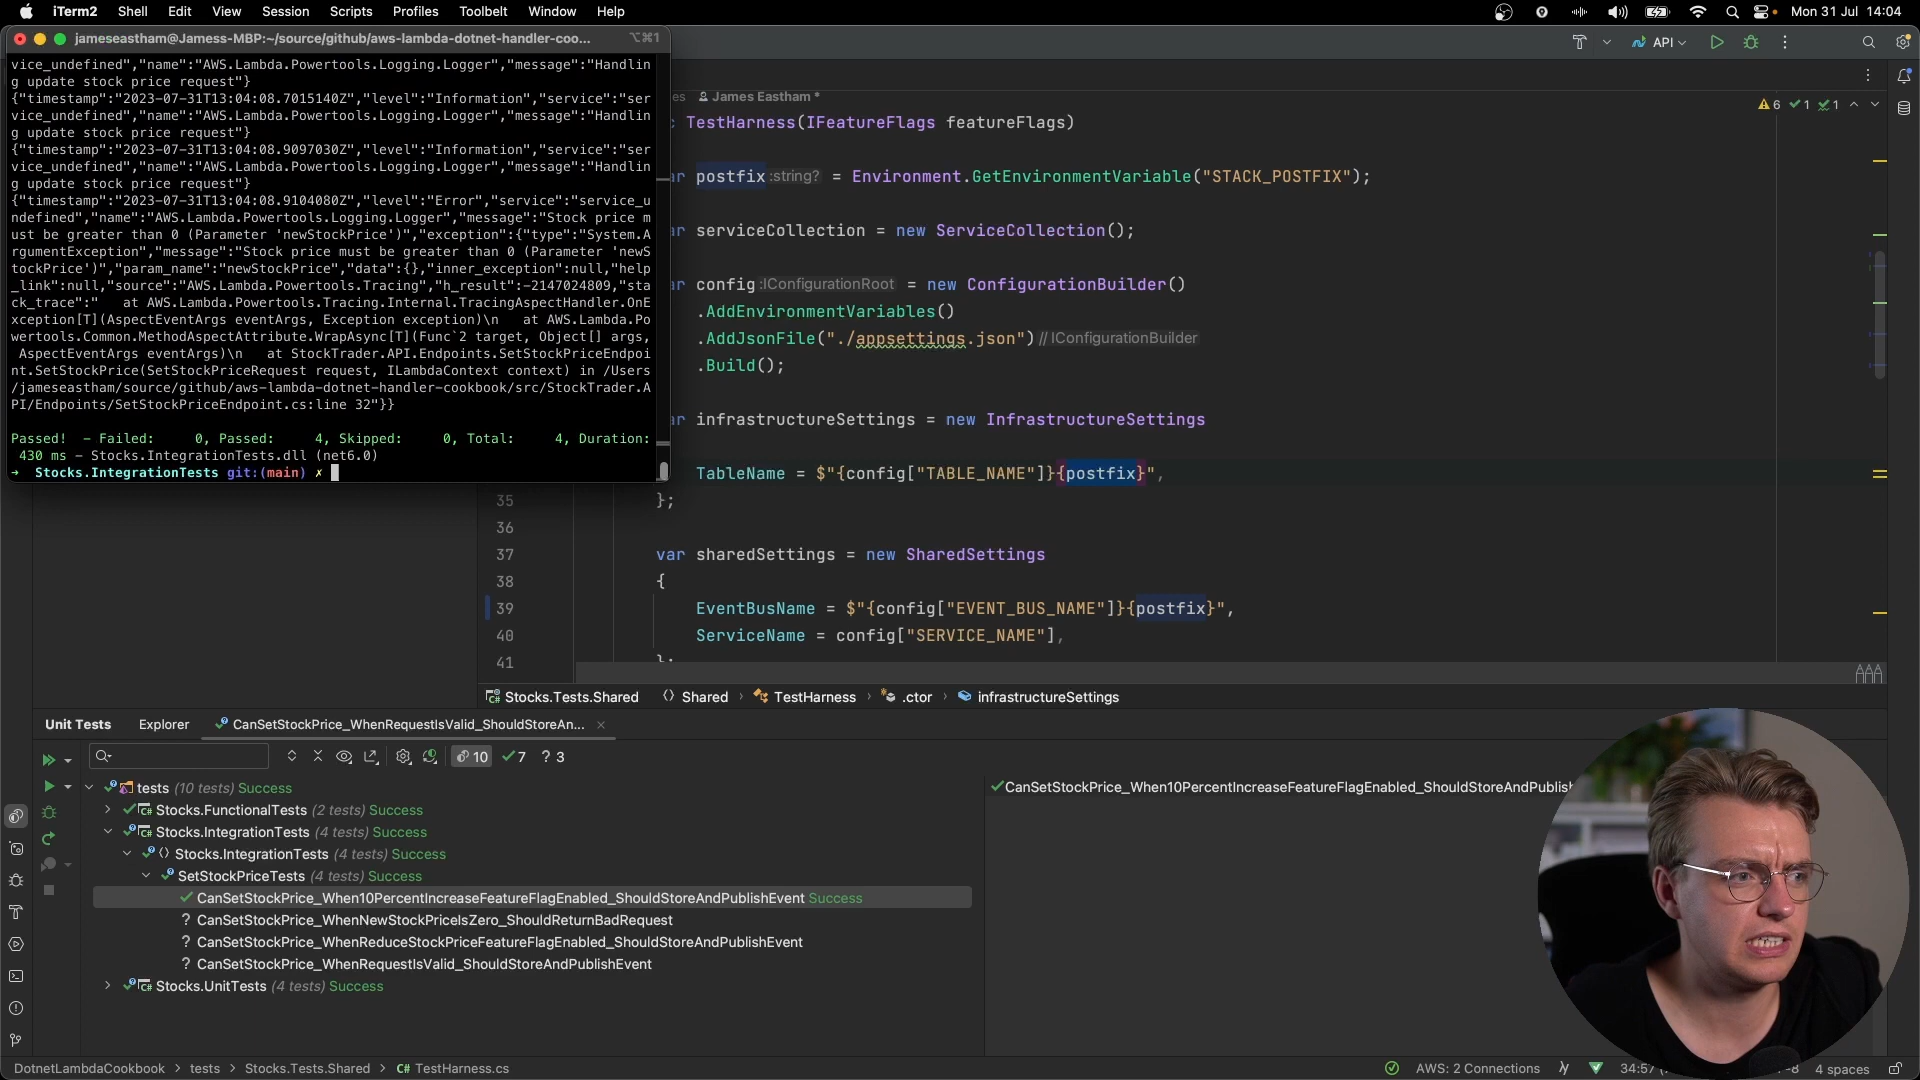 iTerm2 Shell Edit View Session Scripts Profiles Toolbelt Window Help
Mon 31 Jul 14:04
jameseastham@Jamess-MBP:~/source/github/aws-lambda-dotnet-handler-coo...
⌥⌘1
vice_undefined","name":"AWS.Lambda.Powertools.Logging.Logger","message":"Handlin
g update stock price request"}
{"timestamp":"2023-07-31T13:04:08.7015140Z","level":"Information","service":"ser
vice_undefined","name":"AWS.Lambda.Powertools.Logging.Logger","message":"Handlin
g update stock price request"}
{"timestamp":"2023-07-31T13:04:08.9097030Z","level":"Information","service":"ser
vice_undefined","name":"AWS.Lambda.Powertools.Logging.Logger","message":"Handlin
g update stock price request"}
{"timestamp":"2023-07-31T13:04:08.9104080Z","level":"Error","service":"service_u
ndefined","name":"AWS.Lambda.Powertools.Logging.Logger","message":"Stock price m
ust be greater than 0 (Parameter 'newStockPrice')","exception":{"type":"System.A
rgumentException","message":"Stock price must be greater than 0 (Parameter 'newS
tockPrice')","param_name":"newStockPrice","data":{},"inner_exception":null,"help
_link":null,"source":"AWS.Lambda.Powertools.Tracing","h_result":-2147024809,"sta
ck_trace":"   at AWS.Lambda.Powertools.Tracing.Internal.TracingAspectHandler.OnE
xception[T](AspectEventArgs eventArgs, Exception exception)\n   at AWS.Lambda.Po
wertools.Common.MethodAspectAttribute.WrapAsync[T](Func`2 target, Object[] args,
 AspectEventArgs eventArgs)\n   at StockTrader.API.Endpoints.SetStockPriceEndpoi
nt.SetStockPrice(SetStockPriceRequest request, ILambdaContext context) in /Users
/jameseastham/source/github/aws-lambda-dotnet-handler-cookbook/src/StockTrader.A
PI/Endpoints/SetStockPriceEndpoint.cs:line 32"}}
Passed!  - Failed:     0, Passed:     4, Skipped:     0, Total:     4, Duration:
 430 ms - Stocks.IntegrationTests.dll (net6.0)
➜  Stocks.IntegrationTests git:(main) ✗
API
es James Eastham *
6 1 1
c TestHarness(IFeatureFlags featureFlags)
ar postfix :string? = Environment.GetEnvironmentVariable("STACK_POSTFIX");
ar serviceCollection = new ServiceCollection();
ar config :IConfigurationRoot = new ConfigurationBuilder()
.AddEnvironmentVariables()
.AddJsonFile("./appsettings.json") // IConfigurationBuilder
.Build();
ar infrastructureSettings = new InfrastructureSettings
TableName = $"{config["TABLE_NAME"]}{postfix}",
35 };
36
37 var sharedSettings = new SharedSettings
38 {
39 EventBusName = $"{config["EVENT_BUS_NAME"]}{postfix}",
40 ServiceName = config["SERVICE_NAME"],
41 };
Stocks.Tests.Shared Shared › TestHarness › .ctor › infrastructureSettings
Unit Tests Explorer CanSetStockPrice_WhenRequestIsValid_ShouldStoreAn... ×
10 7 ? 3
tests (10 tests) Success
Stocks.FunctionalTests (2 tests) Success
Stocks.IntegrationTests (4 tests) Success
Stocks.IntegrationTests (4 tests) Success
SetStockPriceTests (4 tests) Success
CanSetStockPrice_When10PercentIncreaseFeatureFlagEnabled_ShouldStoreAndPublishEvent Success
? CanSetStockPrice_WhenNewStockPriceIsZero_ShouldReturnBadRequest
? CanSetStockPrice_WhenReduceStockPriceFeatureFlagEnabled_ShouldStoreAndPublishEvent
? CanSetStockPrice_WhenRequestIsValid_ShouldStoreAndPublishEvent
Stocks.UnitTests (4 tests) Success
CanSetStockPrice_When10PercentIncreaseFeatureFlagEnabled_ShouldStoreAndPublish
DotnetLambdaCookbook › tests › Stocks.Tests.Shared › C# TestHarness.cs
AWS: 2 Connections 34:57 4 spaces